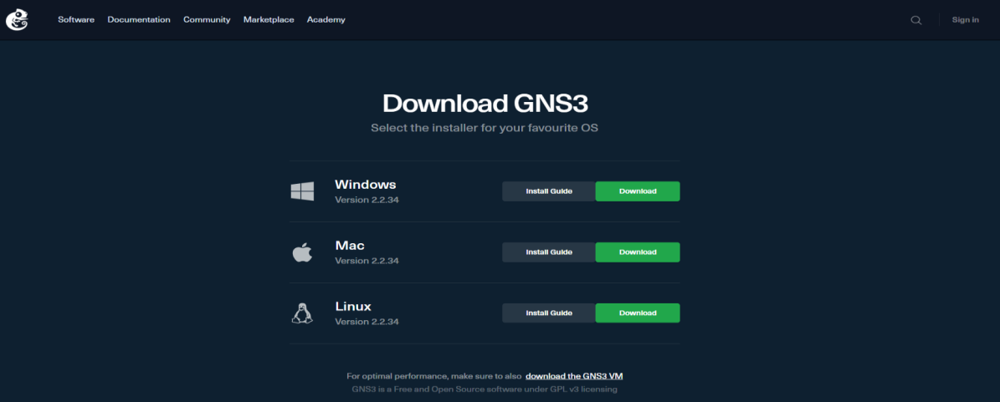 Software Documentation Community Marketplace Academy Sign in
Download GNS3
Select the installer for your favourite OS
Windows
Version 2.2.34
Install Guide Download
Mac
Version 2.2.34
Install Guide Download
Linux
Version 2.2.34
Install Guide Download
For optimal performance, make sure to also download the GNS3 VM
GNS3 is a Free and Open Source software under GPL v3 licensing